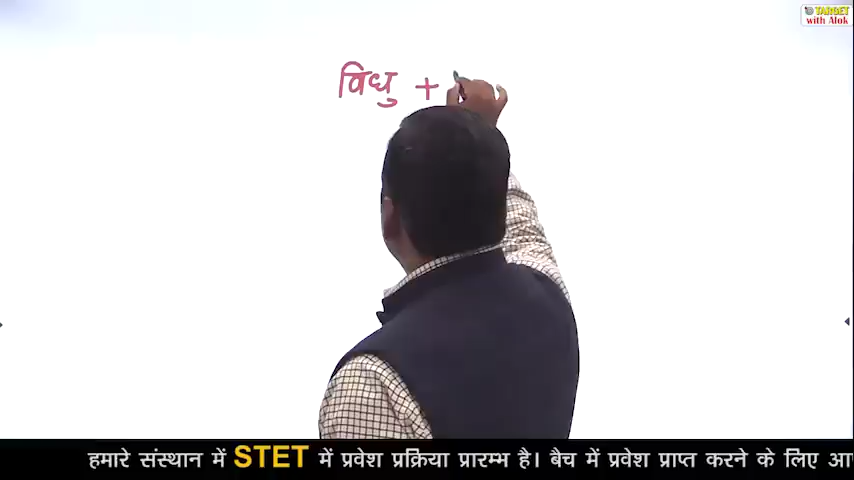 TARGET
with Alok
विधु +
हमारे संस्थान में STET में प्रवेश प्रक्रिया प्रारम्भ है। बैच में प्रवेश प्राप्त करने के लिए आ